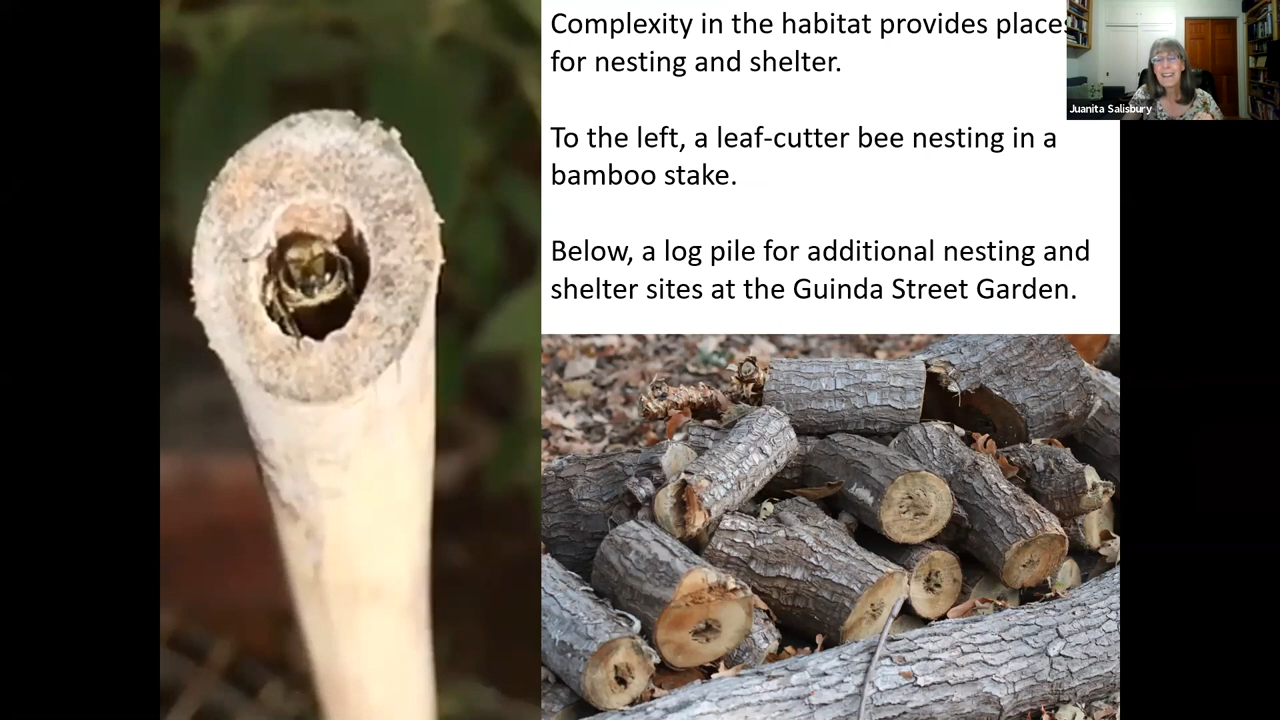 Complexity in the habitat provides places
for nesting and shelter.
To the left, a leaf-cutter bee nesting in a
bamboo stake.
Below, a log pile for additional nesting and
shelter sites at the Guinda Street Garden.
Juanita Salisbury